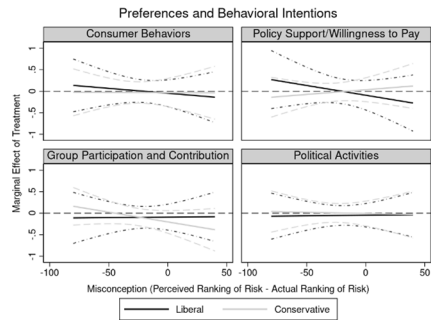 Preferences and Behavioral Intentions
Consumer Behaviors
Policy Support/Willingness to Pay
Marginal Effect of Treatment
1
.5
0
-.5
-1
Group Participation and Contribution
Political Activities
1
.5
0
-.5
-1
-100 -50 0 50
-100 -50 0 50
Misconception (Perceived Ranking of Risk - Actual Ranking of Risk)
Liberal
Conservative